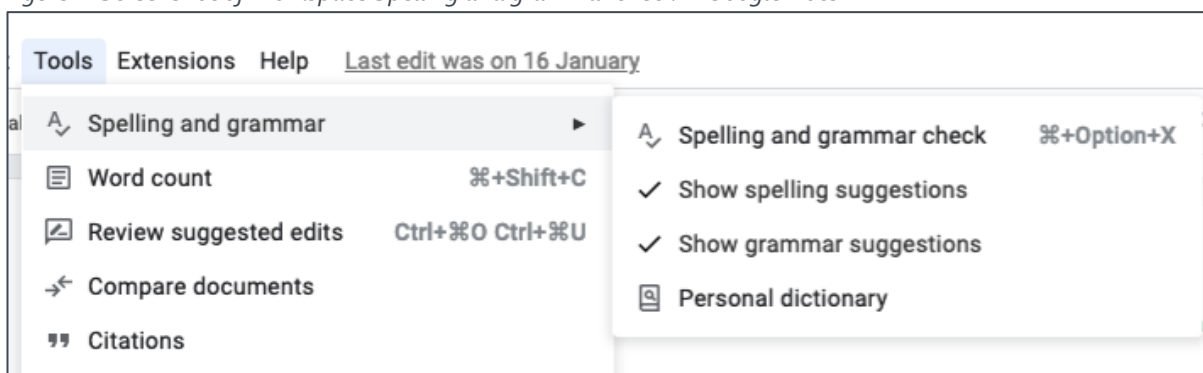 Tools Extensions Help Last edit was on 16 January
Spelling and grammar ►
Word count ⌘+Shift+C
Review suggested edits Ctrl+⌘O Ctrl+⌘U
Compare documents
Citations
Spelling and grammar check ⌘+Option+X
Show spelling suggestions
Show grammar suggestions
Personal dictionary